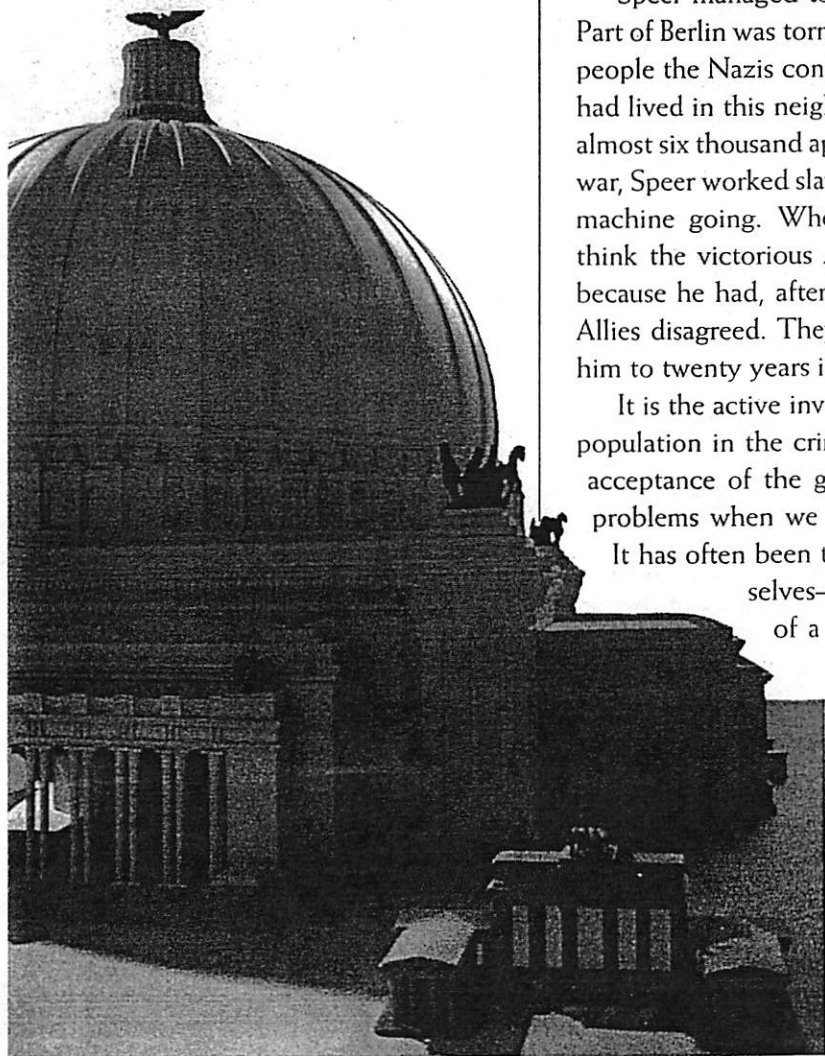 Speer managed to
Part of Berlin was torn
people the Nazis con
had lived in this neig
almost six thousand ap
war, Speer worked sla
machine going. Whe
think the victorious
because he had, after
Allies disagreed. They
him to twenty years i
It is the active inv
population in the crin
acceptance of the g
problems when we
It has often been t
selves–
of a